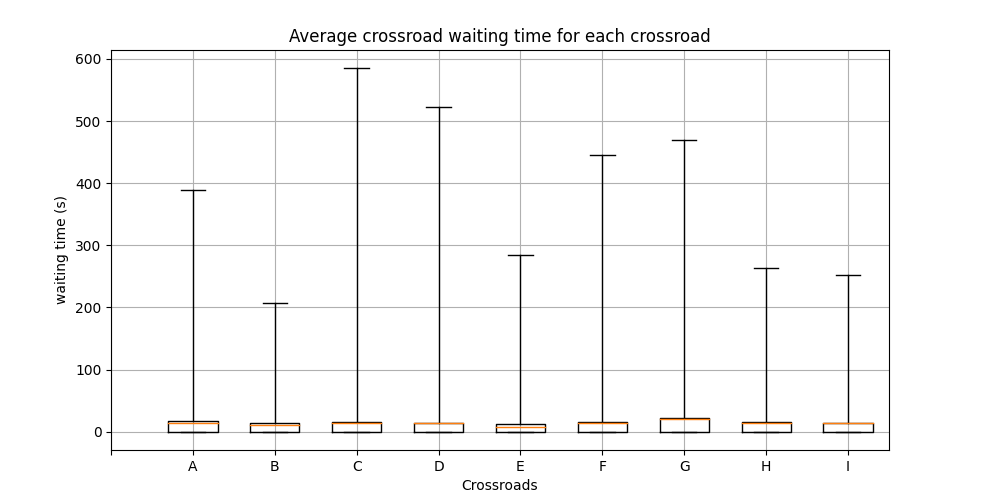 Average crossroad waiting time for each crossroad
600
500
400
300
200
100
0
waiting time (s)
A B C D E F G H I
Crossroads